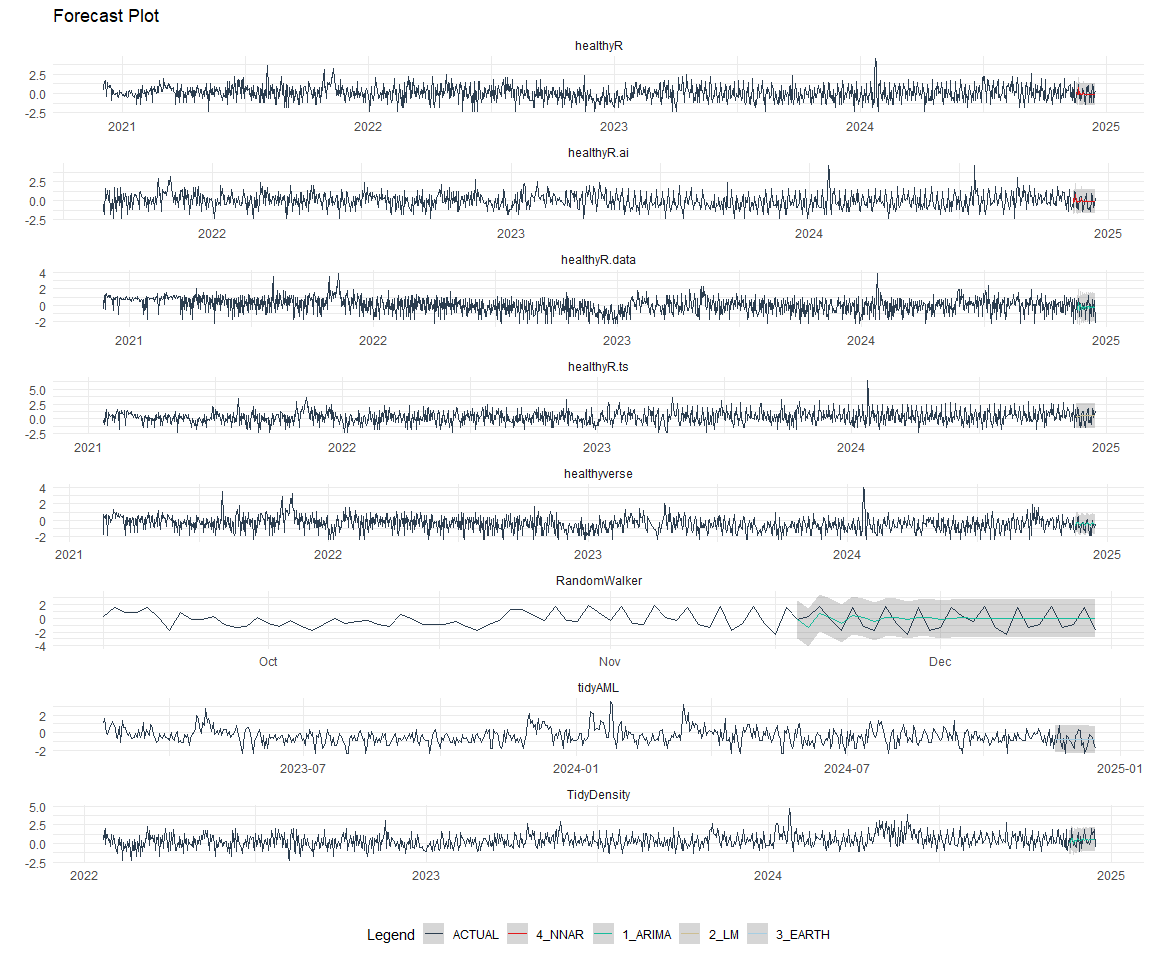 Forecast Plot
healthyR
2.5
0.0
-2.5
2021 2022 2023 2024 2025
healthyR.ai
2.5
0.0
-2.5
2022 2023 2024 2025
healthyR.data
4
2
0
-2
2021 2022 2023 2024 2025
healthyR.ts
5.0
2.5
0.0
-2.5
2021 2022 2023 2024 2025
healthyverse
4
2
0
-2
2021 2022 2023 2024 2025
RandomWalker
2
0
-2
-4
Oct Nov Dec
tidyAML
2
0
-2
2023-07 2024-01 2024-07 2025-01
TidyDensity
5.0
2.5
0.0
-2.5
2022 2023 2024 2025
Legend ACTUAL 4_NNAR 1_ARIMA 2_LM 3_EARTH